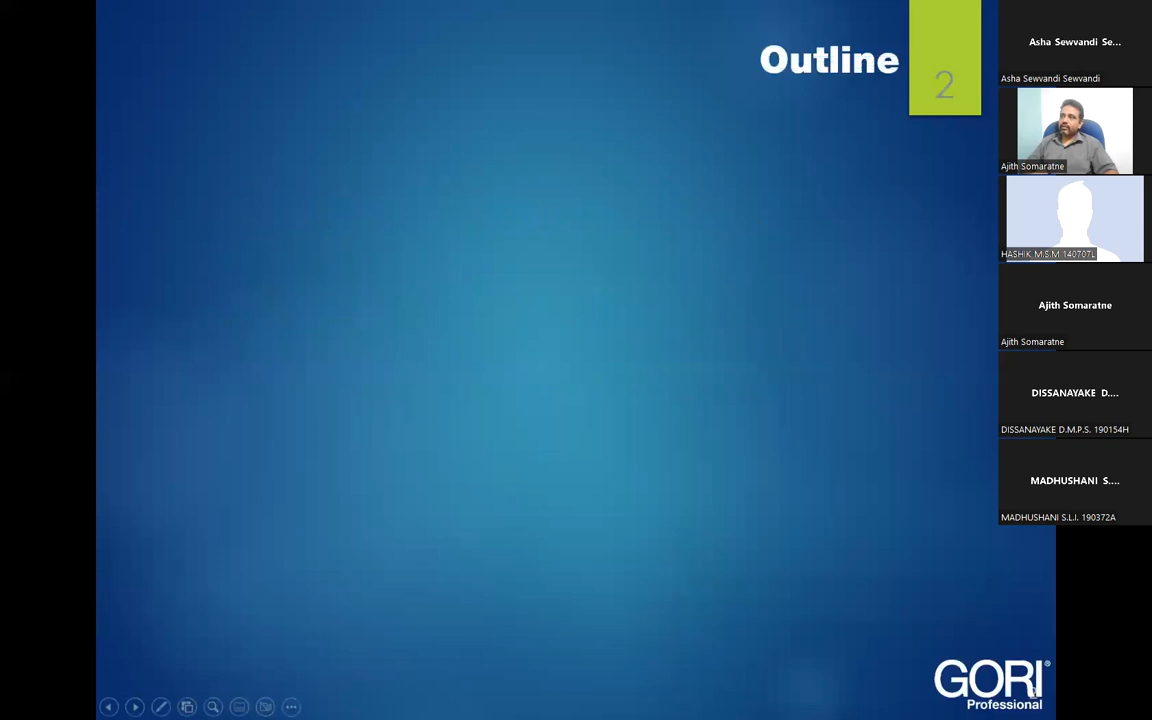 Outline
2
Asha Sewvandi Se...
Asha Sewvandi Sewvandi
Ajith Somaratne
HASHIK M.S.M 140707L
Ajith Somaratne
Ajith Somaratne
DISSANAYAKE D....
DISSANAYAKE D.M.P.S. 190154H
MADHUSHANI S....
MADHUSHANI S.L.I. 190372A
GORI®
Professional